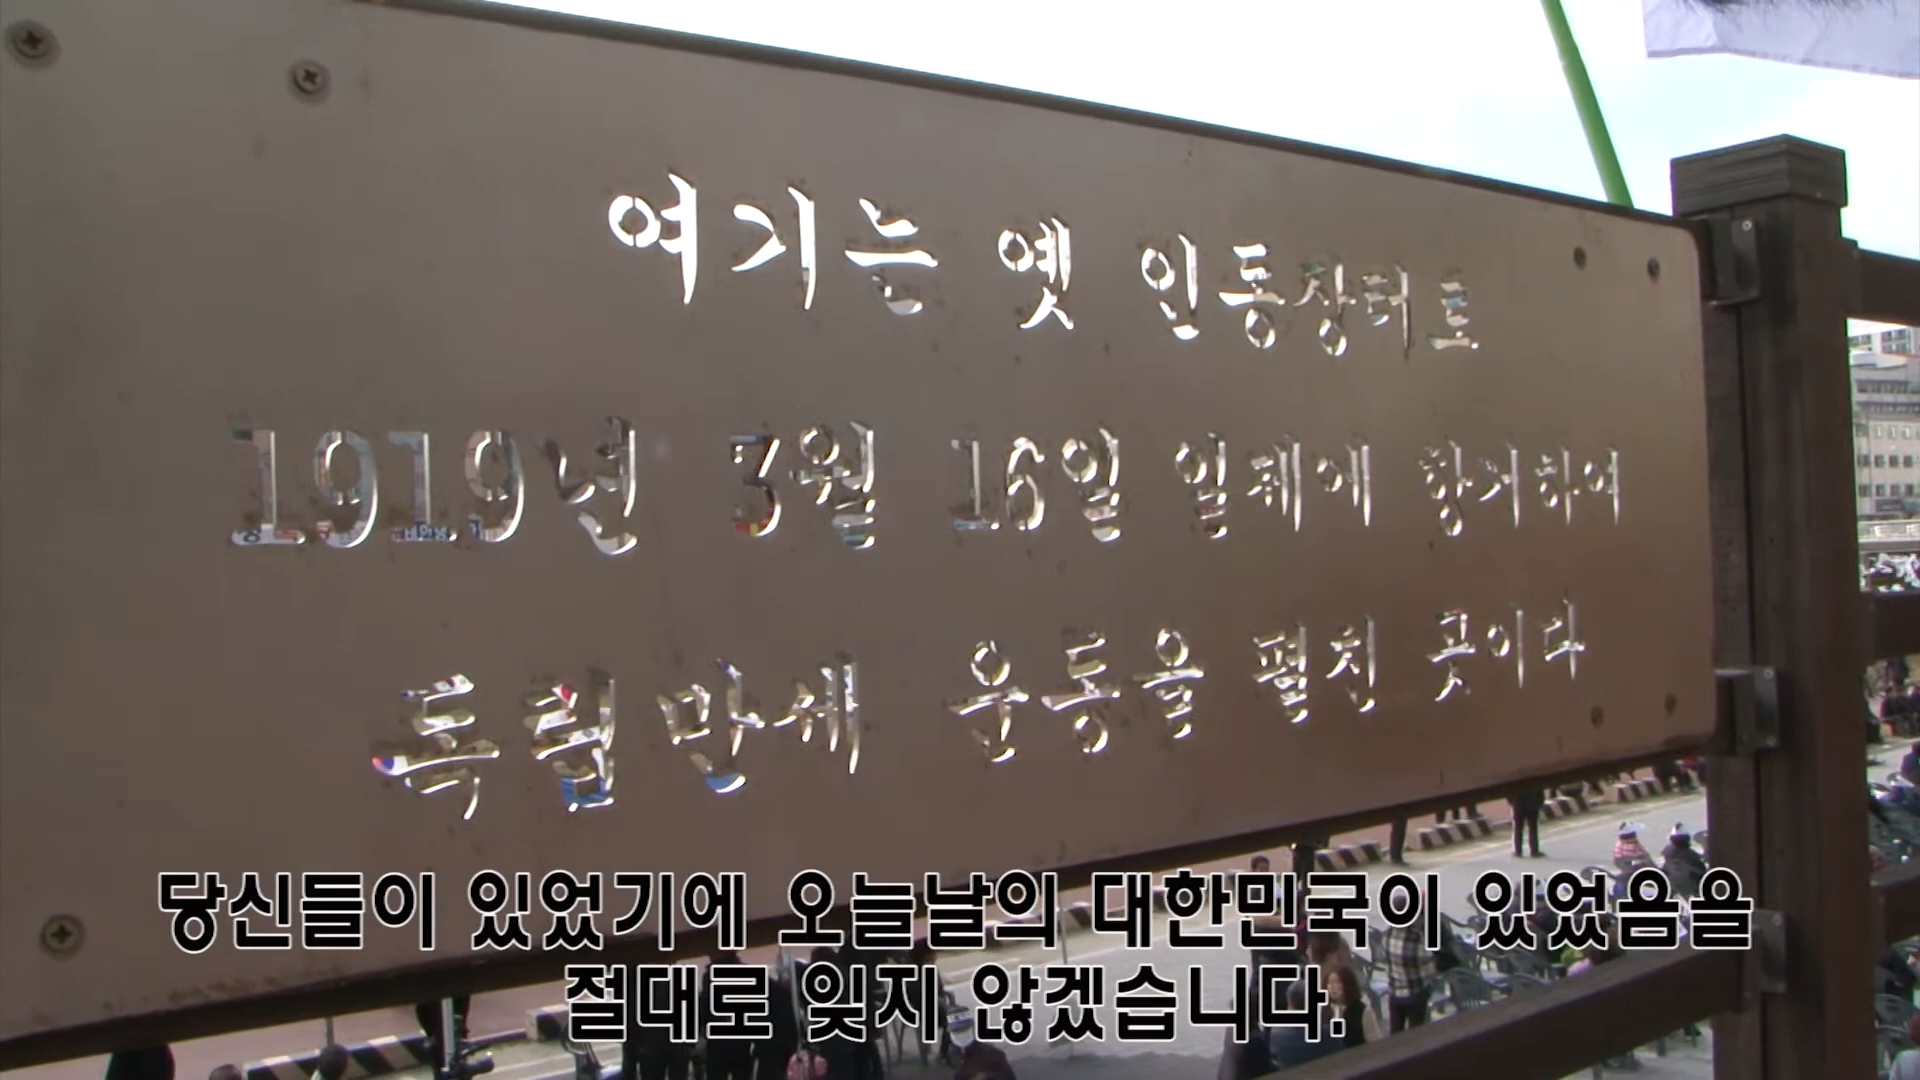 여기는 옛 인동장터로
1919년 3월 16일 일제에 항거하여
독립만세 운동을 펼친 곳이다
당신들이 있었기에 오늘날의 대한민국이 있었음을
절대로 잊지 않겠습니다.